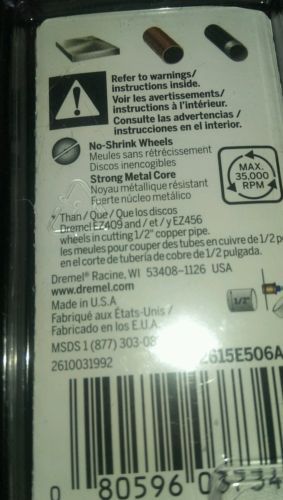 Refer to warnings/
instructions inside.
Voir les avertissements/
instructions à l'intérieur.
Consulte las advertencias /
instrucciones en el interior.
No-Shrink Wheels
Meules sans rétrécissement
Discos inencogibles
Strong Metal Core
Noyau métallique résistant
Fuerte núcleo metálico
MAX.
35,000
RPM
* Than / Que / Que los discos
Dremel EZ409 and / et / y EZ456
wheels in cutting 1/2" copper pipe.
les meules pour couper des tubes en cuivre de 1/2 po
en el corte de tubería de cobre de 1/2 pulgada.
Dremel® Racine, WI 53408-1126 USA
www.dremel.com
Made in U.S.A
Fabriqué aux États-Unis /
Fabricado en los E.U.A.
1/2"
MSDS 1 (877) 303-08
2610031992
2615E506A
0 80596 03734